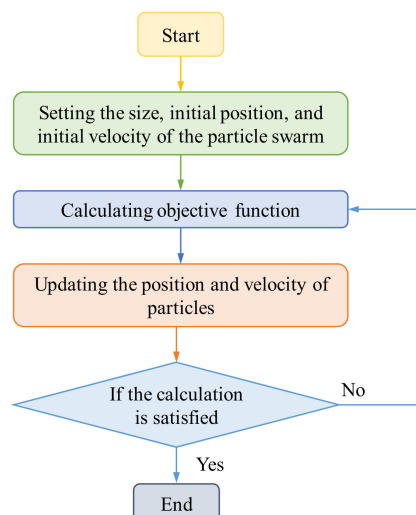 Start
Setting the size, initial position, and
initial velocity of the particle swarm
Calculating objective function
Updating the position and velocity of
particles
If the calculation
is satisfied
No
Yes
End